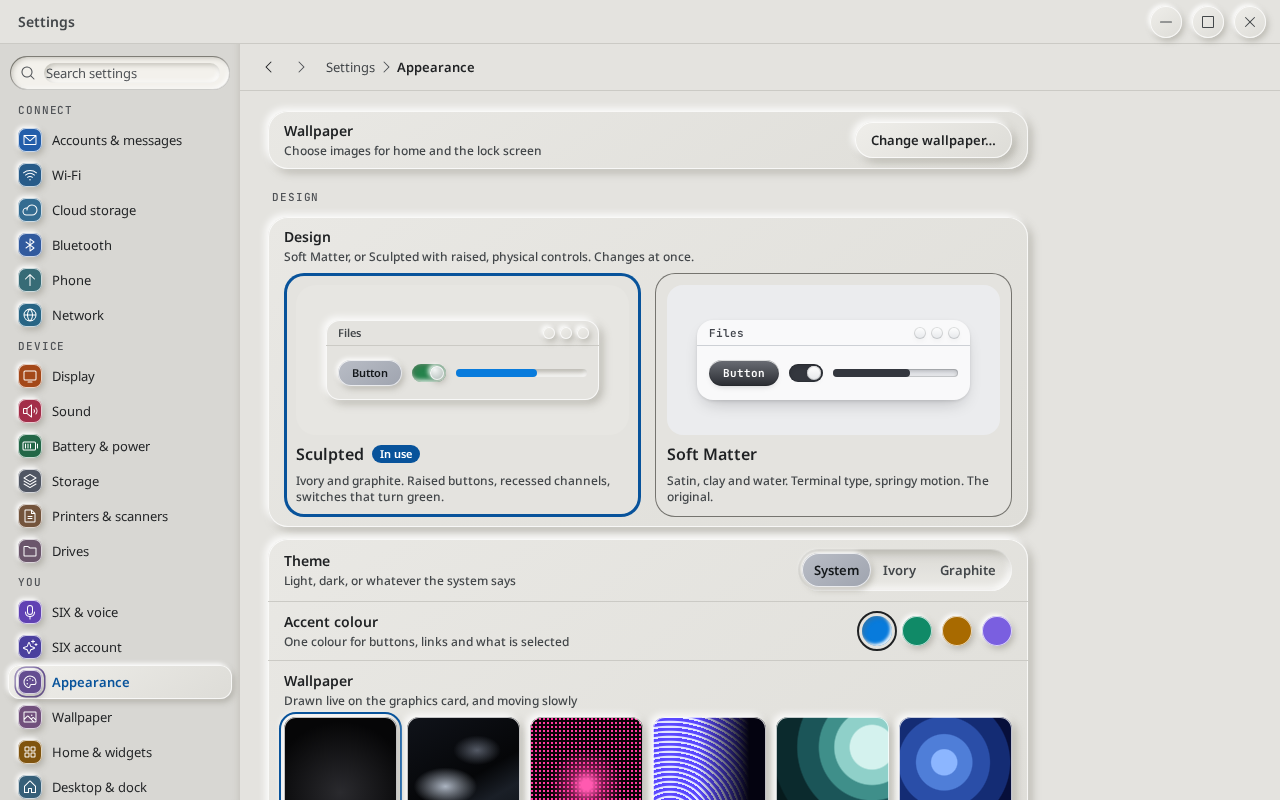 Settings
Search settings
CONNECT
Accounts & messages
Wi-Fi
Cloud storage
Bluetooth
Phone
Network
DEVICE
Display
Sound
Battery & power
Storage
Printers & scanners
Drives
YOU
SIX & voice
SIX account
Appearance
Wallpaper
Home & widgets
Desktop & dock
Settings Appearance
Wallpaper
Choose images for home and the lock screen
Change wallpaper...
DESIGN
Design
Soft Matter, or Sculpted with raised, physical controls. Changes at once.
Files
Button
Sculpted In use
Ivory and graphite. Raised buttons, recessed channels,
switches that turn green.
Files
Button
Soft Matter
Satin, clay and water. Terminal type, springy motion. The
original.
Theme
Light, dark, or whatever the system says
System Ivory Graphite
Accent colour
One colour for buttons, links and what is selected
Wallpaper
Drawn live on the graphics card, and moving slowly